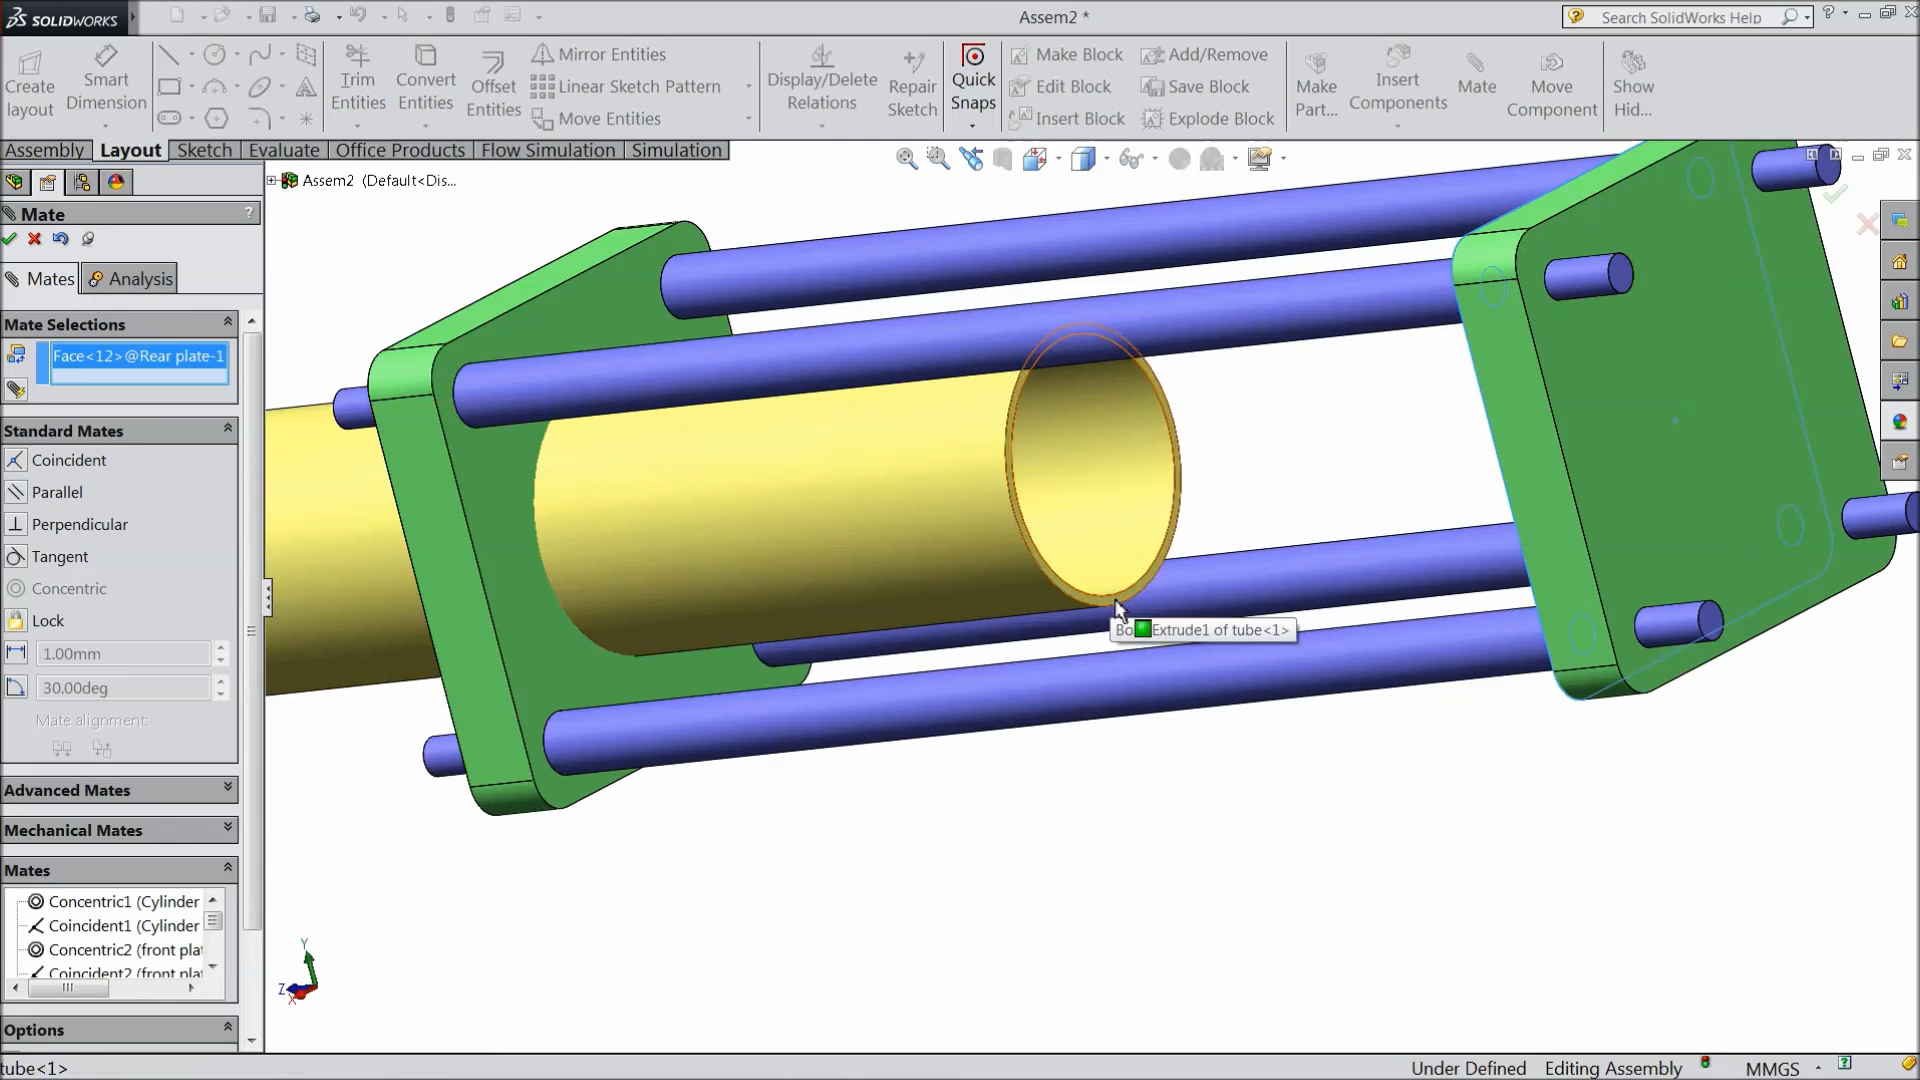 SOLIDWORKS
Assem2 *
Search SolidWorks Help
Create layout
Smart Dimension
Trim Entities
Convert Entities
Offset Entities
Mirror Entities
Linear Sketch Pattern
Move Entities
Display/Delete Relations
Repair Sketch
Quick Snaps
Make Block
Edit Block
Insert Block
Add/Remove
Save Block
Explode Block
Make Part...
Insert Components
Mate
Move Component
Show Hid...
Assembly Layout Sketch Evaluate Office Products Flow Simulation Simulation
Assem2 (Default<Dis...
Mate ?
Mates Analysis
Mate Selections
Face<12>@Rear plate-1
Standard Mates
Coincident
Parallel
Perpendicular
Tangent
Concentric
Lock
1.00mm
30.00deg
Mate alignment:
Advanced Mates
Mechanical Mates
Mates
Concentric1 (Cylinder
Coincident1 (Cylinder
Concentric2 (front plat
Coincident2 (front plat
Options
Bo Extrude1 of tube<1>
Y
Z
X
tube<1>
Under Defined Editing Assembly MMGS